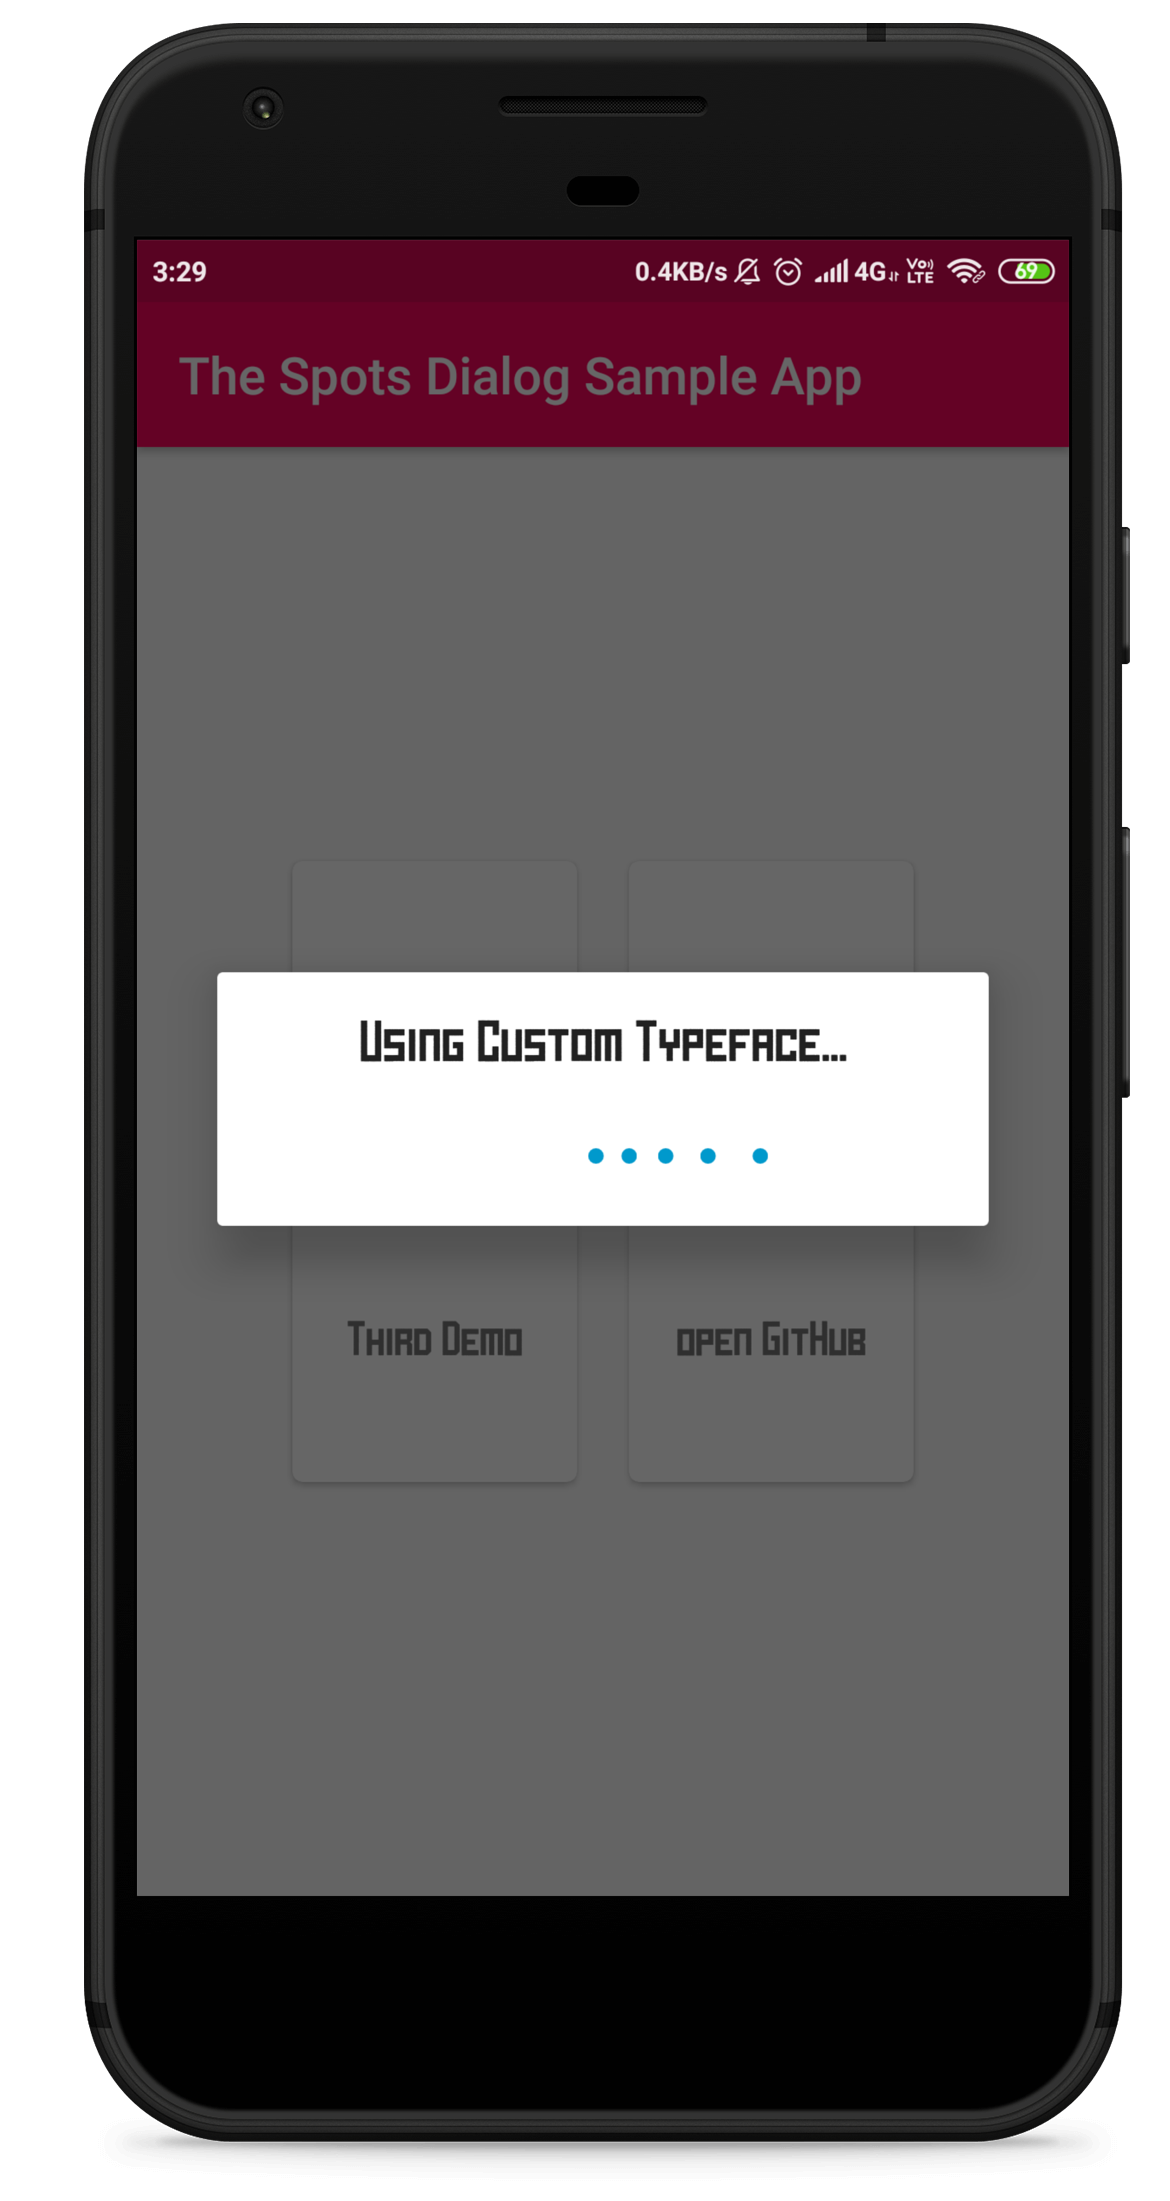 3:29 0.4KB/s 4G Vo LTE 69
The Spots Dialog Sample App
Using Custom Typeface...
Third Demo open GitHub